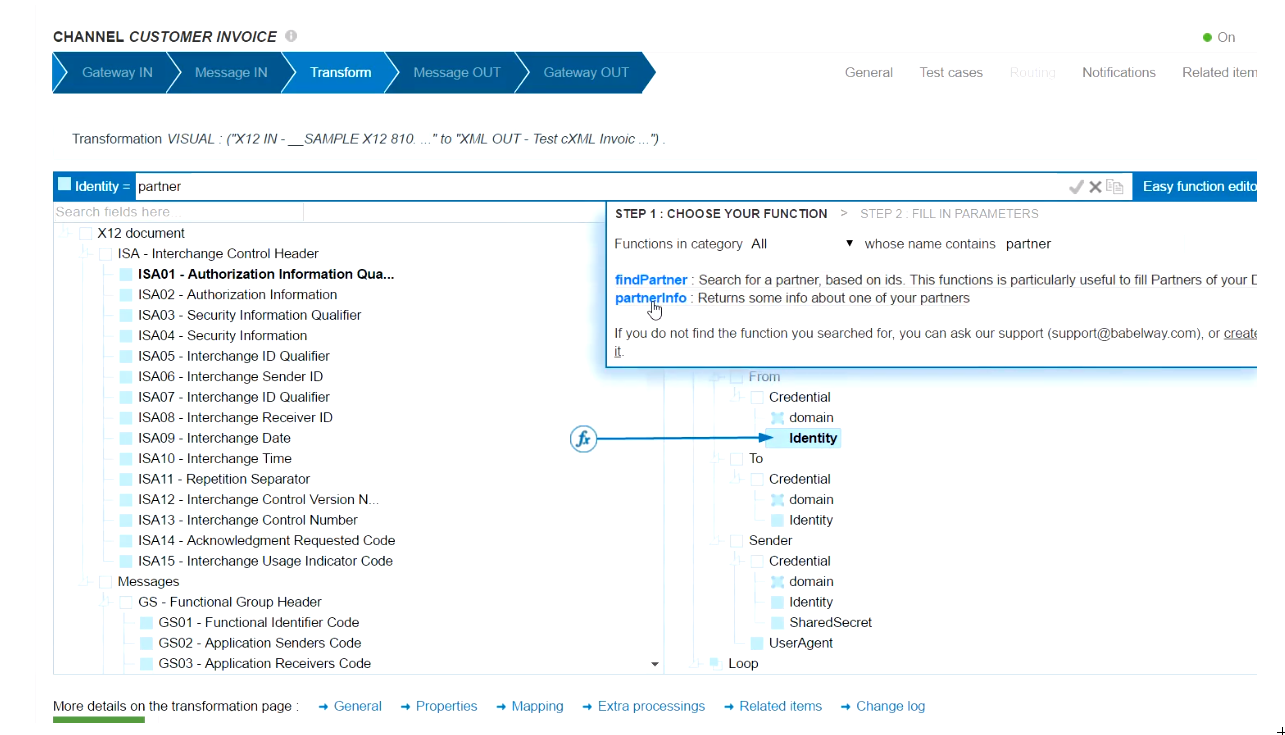 CHANNEL CUSTOMER INVOICE
On
Gateway IN Message IN Transform Message OUT Gateway OUT
General Test cases Routing Notifications Related item
Transformation VISUAL : ("X12 IN - __SAMPLE X12 810. ..." to "XML OUT - Test cXML Invoic ...") .
Identity = partner
Easy function edito
Search fields here
STEP 1 : CHOOSE YOUR FUNCTION > STEP 2 : FILL IN PARAMETERS
Functions in category All ▼ whose name contains partner
findPartner : Search for a partner, based on ids. This functions is particularly useful to fill Partners of your
partnerInfo : Returns some info about one of your partners
If you do not find the function you searched for, you can ask our support (support@babelway.com), or create
it.
X12 document
ISA - Interchange Control Header
ISA01 - Authorization Information Qua...
ISA02 - Authorization Information
ISA03 - Security Information Qualifier
ISA04 - Security Information
ISA05 - Interchange ID Qualifier
ISA06 - Interchange Sender ID
ISA07 - Interchange ID Qualifier
ISA08 - Interchange Receiver ID
ISA09 - Interchange Date
ISA10 - Interchange Time
ISA11 - Repetition Separator
ISA12 - Interchange Control Version N...
ISA13 - Interchange Control Number
ISA14 - Acknowledgment Requested Code
ISA15 - Interchange Usage Indicator Code
Messages
GS - Functional Group Header
GS01 - Functional Identifier Code
GS02 - Application Senders Code
GS03 - Application Receivers Code
fx
From
Credential
domain
Identity
To
Credential
domain
Identity
Sender
Credential
domain
Identity
SharedSecret
UserAgent
Loop
More details on the transformation page : → General → Properties → Mapping → Extra processings → Related items → Change log